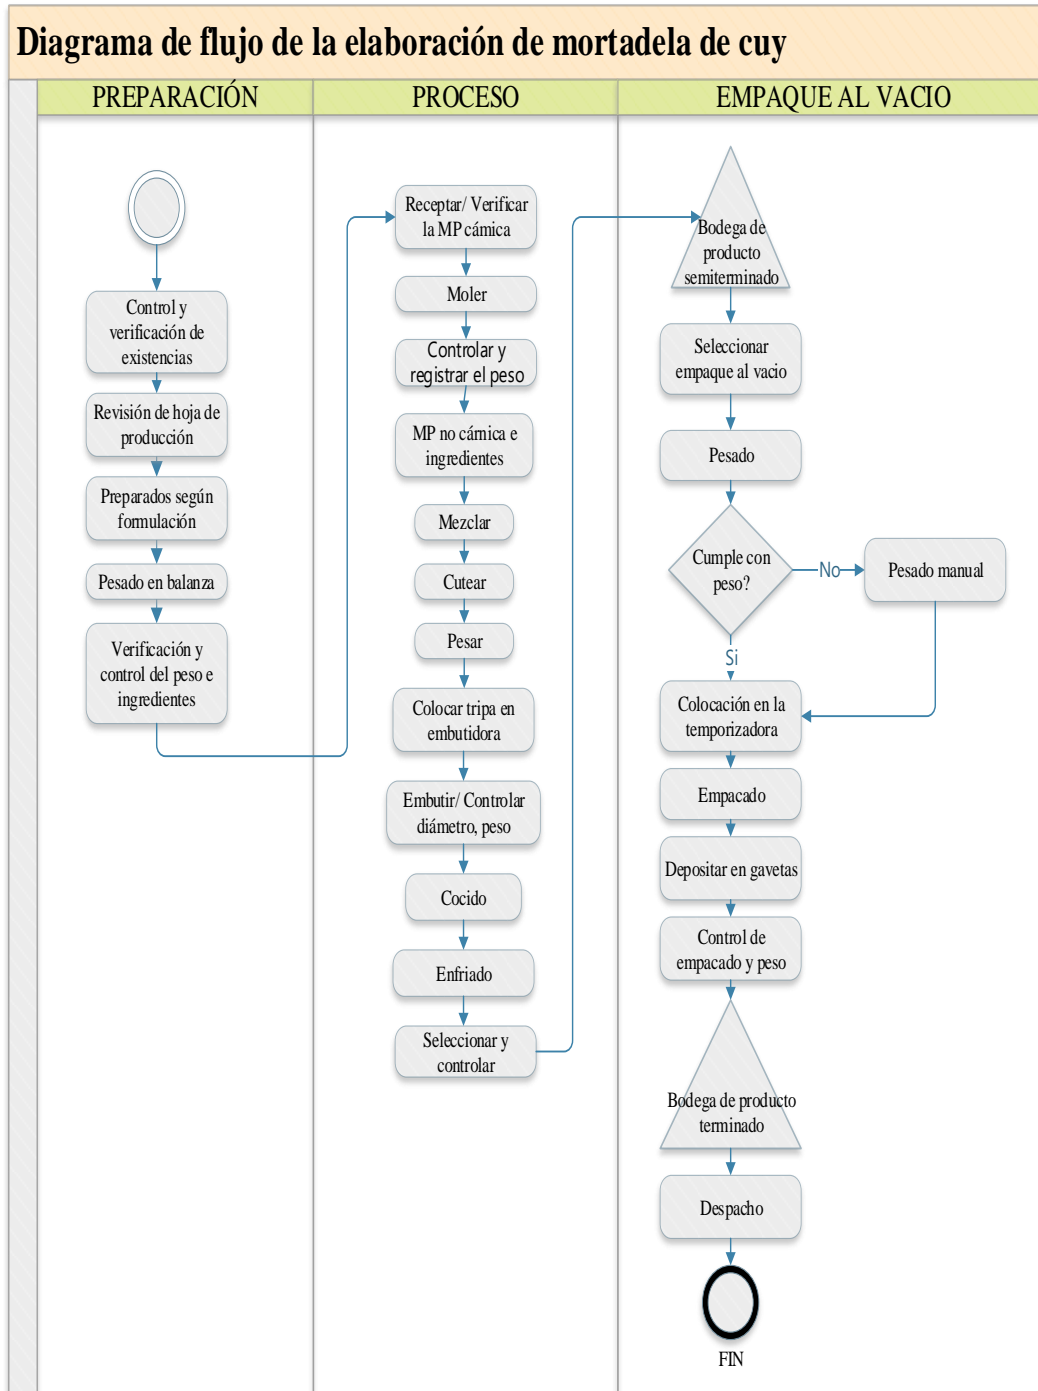 Diagrama de flujo de la elaboración de mortadela de cuy
PREPARACIÓN
PROCESO
EMPAQUE AL VACIO
Control y
verificación de
existencias
Revisión de hoja de
producción
Preparados según
formulación
Pesado en balanza
Verificación y
control del peso e
ingredientes
Receptar/ Verificar
la MP cámica
Moler
Controlar y
registrar el peso
MP no cárnica e
ingredientes
Mezclar
Cutear
Pesar
Colocar tripa en
embutidora
Embutir/ Controlar
diámetro, peso
Cocido
Enfriado
Seleccionar y
controlar
Bodega de
producto
semiterminado
Seleccionar
empaque al vacio
Pesado
Cumple con
peso?
No
Pesado manual
Si
Colocación en la
temporizadora
Empacado
Depositar en gavetas
Control de
empacado y peso
Bodega de producto
terminado
Despacho
FIN